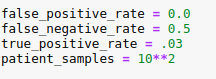 false_positive_rate = 0.0
false_negative_rate = 0.5
true_positive_rate = .03
patient_samples = 10**2